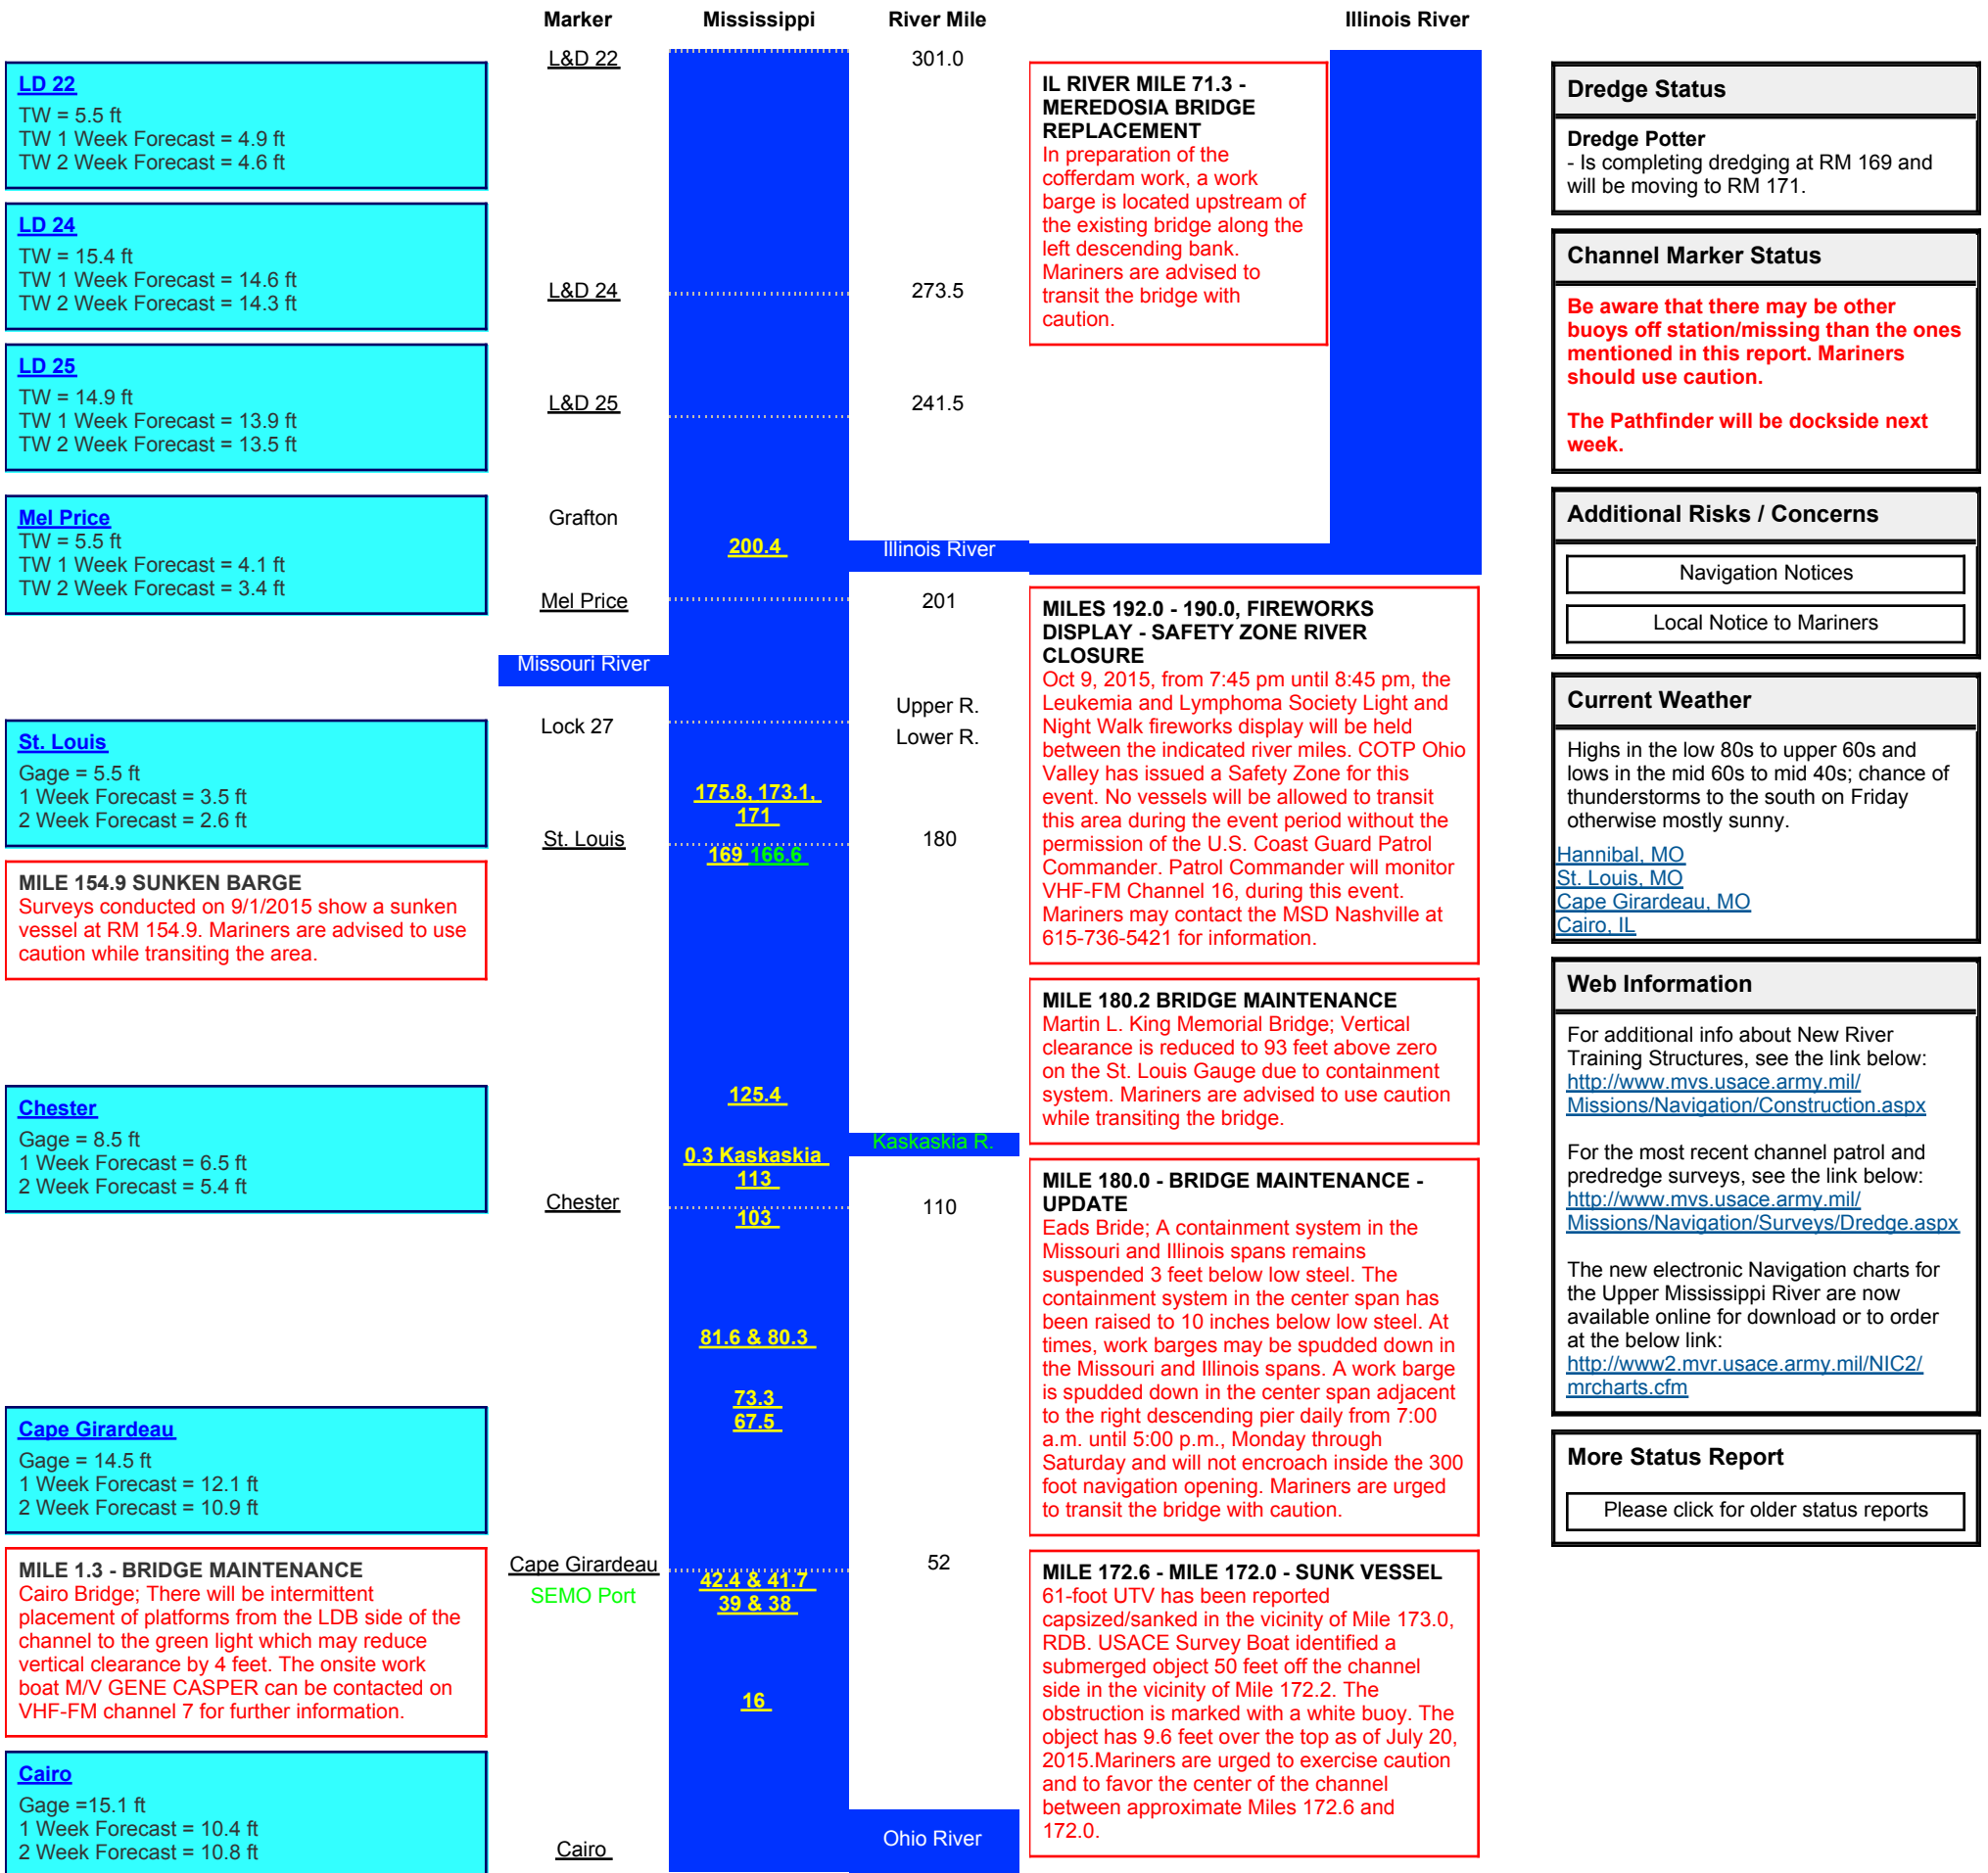 Marker Mississippi River Mile Illinois River
LD 22
TW = 5.5 ft
TW 1 Week Forecast = 4.9 ft
TW 2 Week Forecast = 4.6 ft
LD 24
TW = 15.4 ft
TW 1 Week Forecast = 14.6 ft
TW 2 Week Forecast = 14.3 ft
LD 25
TW = 14.9 ft
TW 1 Week Forecast = 13.9 ft
TW 2 Week Forecast = 13.5 ft
Mel Price
TW = 5.5 ft
TW 1 Week Forecast = 4.1 ft
TW 2 Week Forecast = 3.4 ft
St. Louis
Gage = 5.5 ft
1 Week Forecast = 3.5 ft
2 Week Forecast = 2.6 ft
MILE 154.9 SUNKEN BARGE
Surveys conducted on 9/1/2015 show a sunken
vessel at RM 154.9. Mariners are advised to use
caution while transiting the area.
Chester
Gage = 8.5 ft
1 Week Forecast = 6.5 ft
2 Week Forecast = 5.4 ft
Cape Girardeau
Gage = 14.5 ft
1 Week Forecast = 12.1 ft
2 Week Forecast = 10.9 ft
MILE 1.3 - BRIDGE MAINTENANCE
Cairo Bridge; There will be intermittent
placement of platforms from the LDB side of the
channel to the green light which may reduce
vertical clearance by 4 feet. The onsite work
boat M/V GENE CASPER can be contacted on
VHF-FM channel 7 for further information.
Cairo
Gage =15.1 ft
1 Week Forecast = 10.4 ft
2 Week Forecast = 10.8 ft
L&D 22 301.0
L&D 24 273.5
L&D 25 241.5
Grafton
200.4 Illinois River
Mel Price 201
Missouri River
Upper R.
Lock 27
Lower R.
175.8, 173.1,
171
St. Louis 180
169 166.6
125.4
Kaskaskia R.
0.3 Kaskaskia
113
Chester 110
103
81.6 & 80.3
73.3
67.5
Cape Girardeau 52
42.4 & 41.7
SEMO Port
39 & 38
16
Ohio River
Cairo
IL RIVER MILE 71.3 -
MEREDOSIA BRIDGE
REPLACEMENT
In preparation of the
cofferdam work, a work
barge is located upstream of
the existing bridge along the
left descending bank.
Mariners are advised to
transit the bridge with
caution.
MILES 192.0 - 190.0, FIREWORKS
DISPLAY - SAFETY ZONE RIVER
CLOSURE
Oct 9, 2015, from 7:45 pm until 8:45 pm, the
Leukemia and Lymphoma Society Light and
Night Walk fireworks display will be held
between the indicated river miles. COTP Ohio
Valley has issued a Safety Zone for this
event. No vessels will be allowed to transit
this area during the event period without the
permission of the U.S. Coast Guard Patrol
Commander. Patrol Commander will monitor
VHF-FM Channel 16, during this event.
Mariners may contact the MSD Nashville at
615-736-5421 for information.
MILE 180.2 BRIDGE MAINTENANCE
Martin L. King Memorial Bridge; Vertical
clearance is reduced to 93 feet above zero
on the St. Louis Gauge due to containment
system. Mariners are advised to use caution
while transiting the bridge.
MILE 180.0 - BRIDGE MAINTENANCE -
UPDATE
Eads Bride; A containment system in the
Missouri and Illinois spans remains
suspended 3 feet below low steel. The
containment system in the center span has
been raised to 10 inches below low steel. At
times, work barges may be spudded down in
the Missouri and Illinois spans. A work barge
is spudded down in the center span adjacent
to the right descending pier daily from 7:00
a.m. until 5:00 p.m., Monday through
Saturday and will not encroach inside the 300
foot navigation opening. Mariners are urged
to transit the bridge with caution.
MILE 172.6 - MILE 172.0 - SUNK VESSEL
61-foot UTV has been reported
capsized/sanked in the vicinity of Mile 173.0,
RDB. USACE Survey Boat identified a
submerged object 50 feet off the channel
side in the vicinity of Mile 172.2. The
obstruction is marked with a white buoy. The
object has 9.6 feet over the top as of July 20,
2015.Mariners are urged to exercise caution
and to favor the center of the channel
between approximate Miles 172.6 and
172.0.
Dredge Status
Dredge Potter
- Is completing dredging at RM 169 and
will be moving to RM 171.
Channel Marker Status
Be aware that there may be other
buoys off station/missing than the ones
mentioned in this report. Mariners
should use caution.
The Pathfinder will be dockside next
week.
Additional Risks / Concerns
Navigation Notices
Local Notice to Mariners
Current Weather
Highs in the low 80s to upper 60s and
lows in the mid 60s to mid 40s; chance of
thunderstorms to the south on Friday
otherwise mostly sunny.
Hannibal, MO
St. Louis, MO
Cape Girardeau, MO
Cairo, IL
Web Information
For additional info about New River
Training Structures, see the link below:
http://www.mvs.usace.army.mil/
Missions/Navigation/Construction.aspx
For the most recent channel patrol and
predredge surveys, see the link below:
http://www.mvs.usace.army.mil/
Missions/Navigation/Surveys/Dredge.aspx
The new electronic Navigation charts for
the Upper Mississippi River are now
available online for download or to order
at the below link:
http://www2.mvr.usace.army.mil/NIC2/
mrcharts.cfm
More Status Report
Please click for older status reports